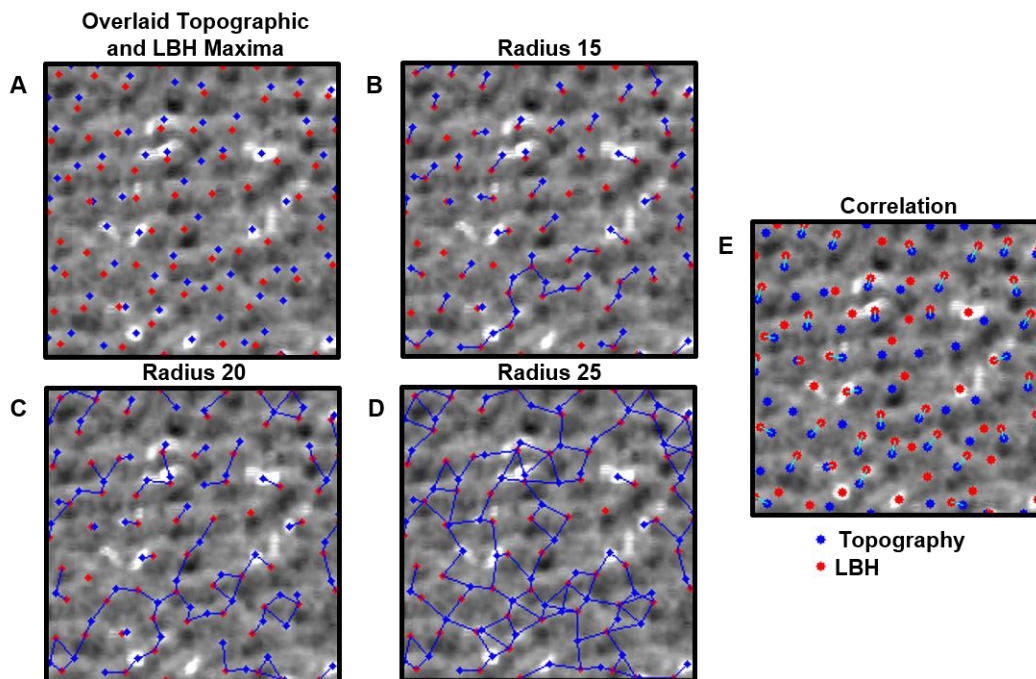 Overlaid Topographic
and LBH Maxima
A
Radius 15
B
Radius 20
C
Radius 25
D
Correlation
E
Topography
LBH